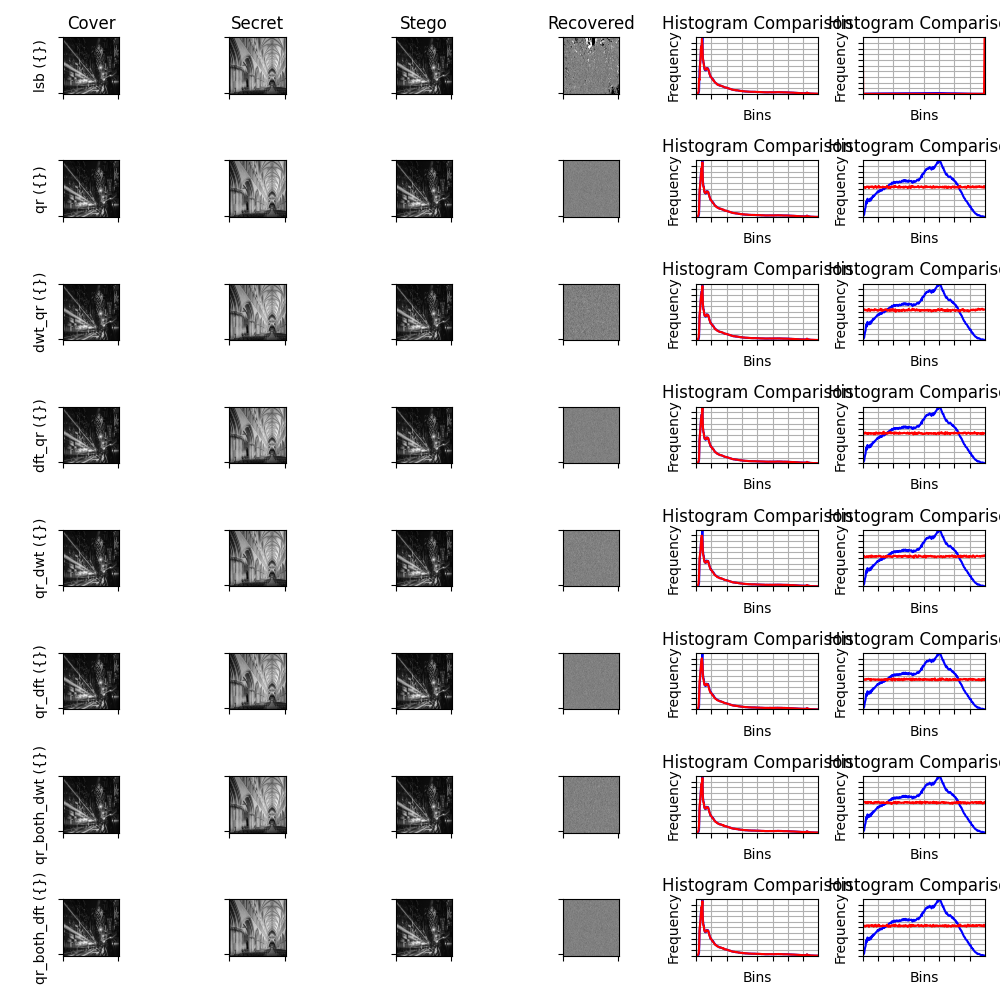 Cover Secret Stego Recovered Histogram Comparison Histogram Comparison
lsb ({})
Frequency
Frequency
Bins Bins
Histogram Comparison Histogram Comparison
qr ({})
Frequency
Frequency
Bins Bins
Histogram Comparison Histogram Comparison
dwt_qr ({})
Frequency
Frequency
Bins Bins
Histogram Comparison Histogram Comparison
dft_qr ({})
Frequency
Frequency
Bins Bins
Histogram Comparison Histogram Comparison
qr_dwt ({})
Frequency
Frequency
Bins Bins
Histogram Comparison Histogram Comparison
qr_dft ({})
Frequency
Frequency
Bins Bins
Histogram Comparison Histogram Comparison
qr_both_dwt ({})
Frequency
Frequency
Bins Bins
Histogram Comparison Histogram Comparison
qr_both_dft ({})
Frequency
Frequency
Bins Bins